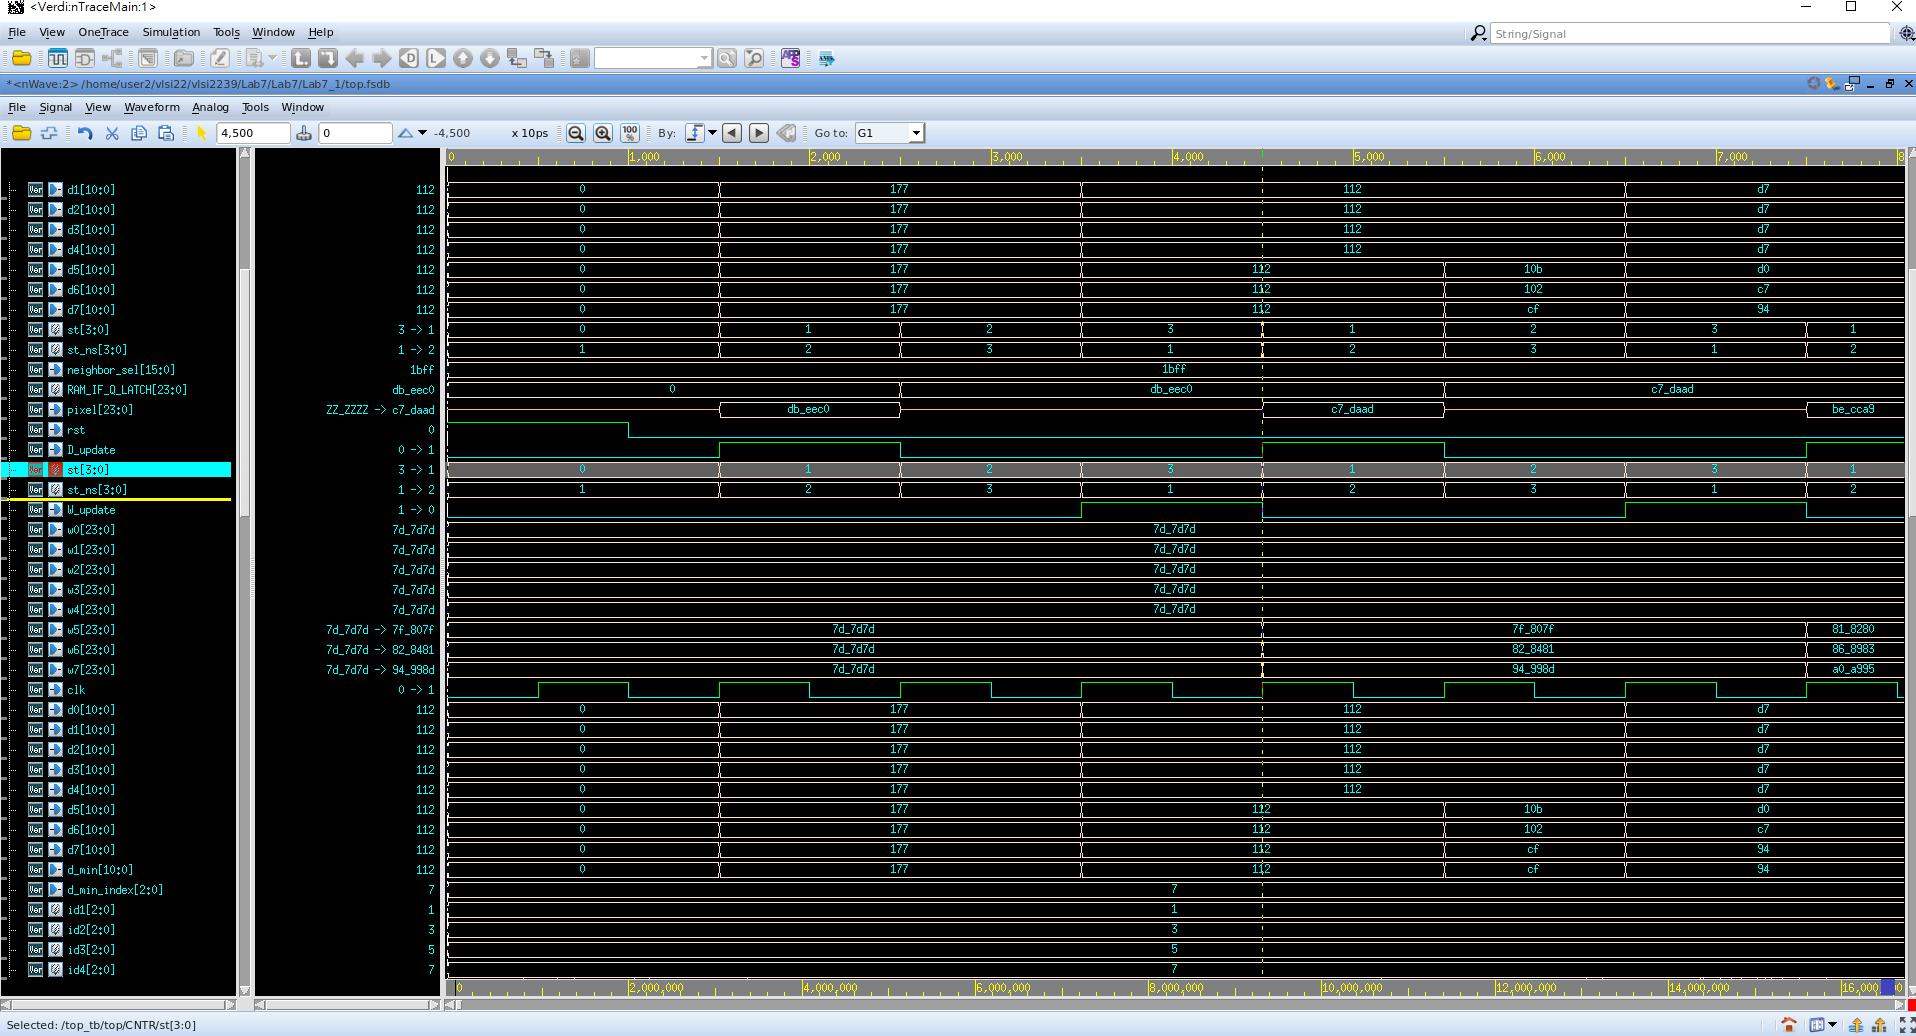 <Verdi:nTraceMain:1>
File View OneTrace Simulation Tools Window Help
String/Signal
*<nWave:2> /home/user2/vlsi22/vlsi2239/Lab7/Lab7/Lab7_1/top.fsdb
File Signal View Waveform Analog Tools Window
4,500 0 -4,500 x 10ps 100% By: Go to: G1
0 1,000 2,000 3,000 4,000 5,000 6,000 7,000 8
d1[10:0] 112 0 177 112 d7
d2[10:0] 112 0 177 112 d7
d3[10:0] 112 0 177 112 d7
d4[10:0] 112 0 177 112 d7
d5[10:0] 112 0 177 112 10b d0
d6[10:0] 112 0 177 112 102 c7
d7[10:0] 112 0 177 112 cf 94
st[3:0] 3 -> 1 0 1 2 3 1 2 3 1
st_ns[3:0] 1 -> 2 1 2 3 1 2 3 1 2
neighbor_sel[15:0] 1bff 1bff
RAM_IF_Q_LATCH[23:0] db_eec0 0 db_eec0 c7_daad
pixel[23:0] ZZ_ZZZZ -> c7_daad db_eec0 c7_daad be_cca9
rst 0
D_update 0 -> 1
st[3:0] 3 -> 1 0 1 2 3 1 2 3 1
st_ns[3:0] 1 -> 2 1 2 3 1 2 3 1 2
W_update 1 -> 0
w0[23:0] 7d_7d7d 7d_7d7d
w1[23:0] 7d_7d7d 7d_7d7d
w2[23:0] 7d_7d7d 7d_7d7d
w3[23:0] 7d_7d7d 7d_7d7d
w4[23:0] 7d_7d7d 7d_7d7d
w5[23:0] 7d_7d7d -> 7f_807f 7d_7d7d 7f_807f 81_8280
w6[23:0] 7d_7d7d -> 82_8481 7d_7d7d 82_8481 86_8983
w7[23:0] 7d_7d7d -> 94_998d 7d_7d7d 94_998d a0_a995
clk 0 -> 1
d0[10:0] 112 0 177 112 d7
d1[10:0] 112 0 177 112 d7
d2[10:0] 112 0 177 112 d7
d3[10:0] 112 0 177 112 d7
d4[10:0] 112 0 177 112 d7
d5[10:0] 112 0 177 112 10b d0
d6[10:0] 112 0 177 112 102 c7
d7[10:0] 112 0 177 112 cf 94
d_min[10:0] 112 0 177 112 cf 94
d_min_index[2:0] 7 7
id1[2:0] 1 1
id2[2:0] 3 3
id3[2:0] 5 5
id4[2:0] 7 7
0 2,000,000 4,000,000 6,000,000 8,000,000 10,000,000 12,000,000 14,000,000 16,000
Selected: /top_tb/top/CNTR/st[3:0]